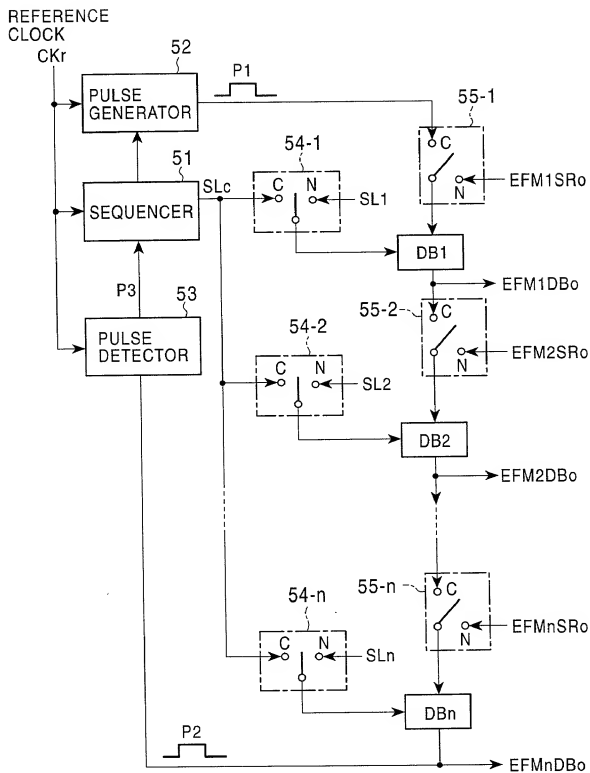 REFERENCE
CLOCK
CKr
52
PULSE
GENERATOR
P1
55-1
C
N
EFM1SRo
51
SEQUENCER
SLc
54-1
C N
SL1
DB1
EFM1DBo
P3
53
PULSE
DETECTOR
55-2
C
N
EFM2SRo
54-2
C N
SL2
DB2
EFM2DBo
55-n
C
N
EFMnSRo
54-n
C N
SLn
DBn
P2
EFMnDBo